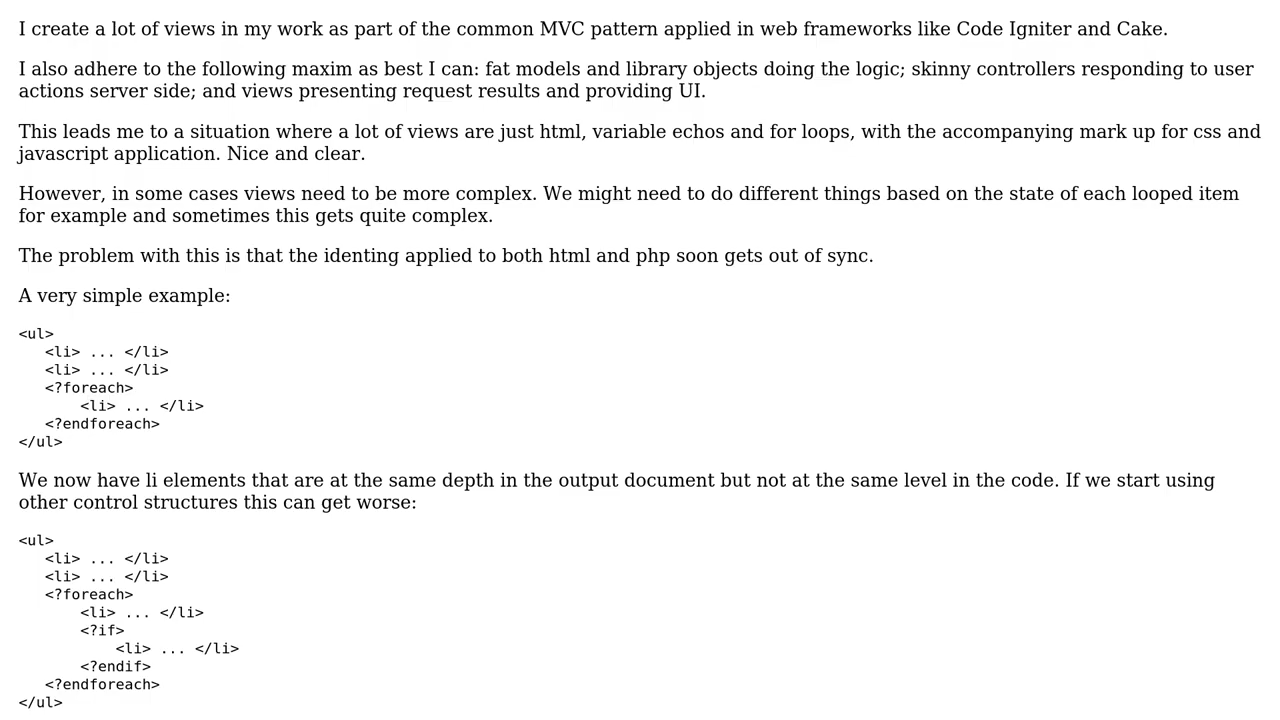 I create a lot of views in my work as part of the common MVC pattern applied in web frameworks like Code Igniter and Cake.
I also adhere to the following maxim as best I can: fat models and library objects doing the logic; skinny controllers responding to user
actions server side; and views presenting request results and providing UI.
This leads me to a situation where a lot of views are just html, variable echos and for loops, with the accompanying mark up for css and
javascript application. Nice and clear.
However, in some cases views need to be more complex. We might need to do different things based on the state of each looped item
for example and sometimes this gets quite complex.
The problem with this is that the identing applied to both html and php soon gets out of sync.
A very simple example:
<ul>
   <li> ... </li>
   <li> ... </li>
   <?foreach>
       <li> ... </li>
   <?endforeach>
</ul>
We now have li elements that are at the same depth in the output document but not at the same level in the code. If we start using
other control structures this can get worse:
<ul>
   <li> ... </li>
   <li> ... </li>
   <?foreach>
       <li> ... </li>
       <?if>
           <li> ... </li>
       <?endif>
   <?endforeach>
</ul>